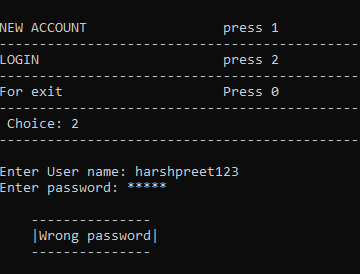 NEW ACCOUNT press 1
--------------------------------------------
LOGIN press 2
--------------------------------------------
For exit Press 0
--------------------------------------------
Choice: 2
--------------------------------------------
Enter User name: harshpreet123
Enter password: *****
---------------
|Wrong password|
---------------